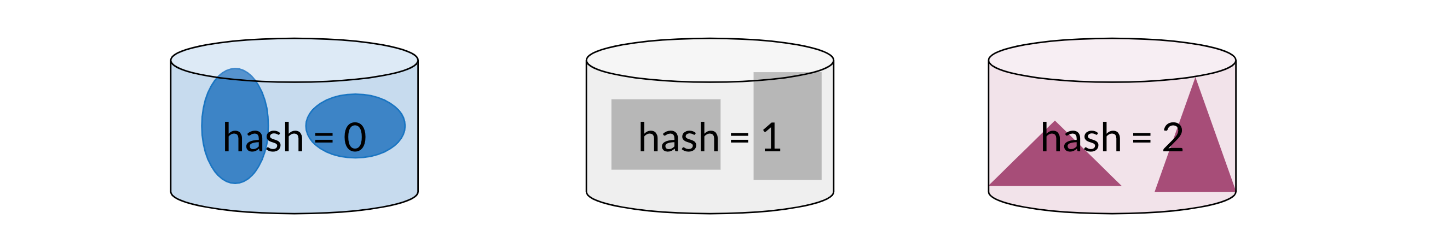 hash = 0
hash = 1
hash = 2